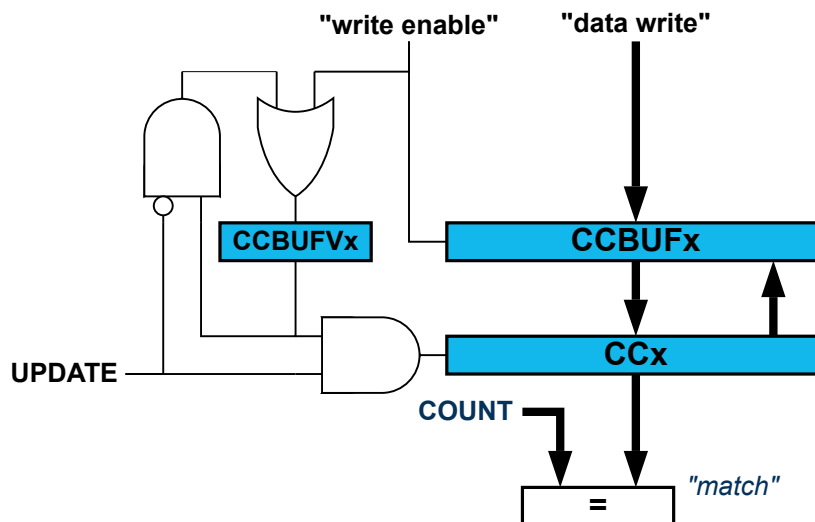 "write enable"
"data write"
CCBUFVx
CCBUFx
UPDATE
CCx
COUNT
"match"
=